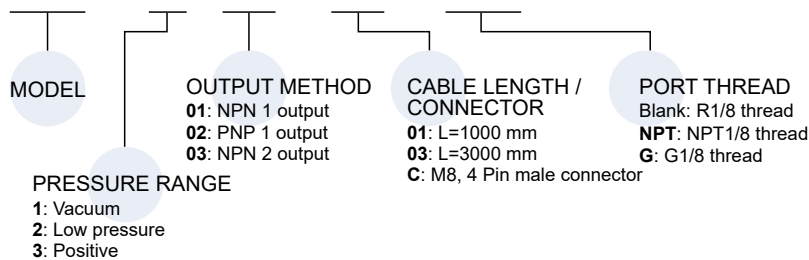 MODEL
PRESSURE RANGE
1: Vacuum
2: Low pressure
3: Positive
OUTPUT METHOD
01: NPN 1 output
02: PNP 1 output
03: NPN 2 output
CABLE LENGTH /
CONNECTOR
01: L=1000 mm
03: L=3000 mm
C: M8, 4 Pin male connector
PORT THREAD
Blank: R1/8 thread
NPT: NPT1/8 thread
G: G1/8 thread